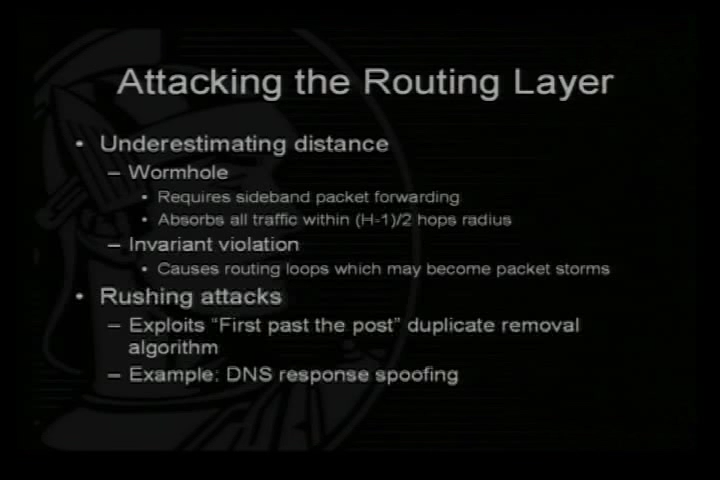 Attacking the Routing Layer
• Underestimating distance
– Wormhole
• Requires sideband packet forwarding
• Absorbs all traffic within (H-1)/2 hops radius
– Invariant violation
• Causes routing loops which may become packet storms
• Rushing attacks
– Exploits “First past the post” duplicate removal
algorithm
– Example: DNS response spoofing